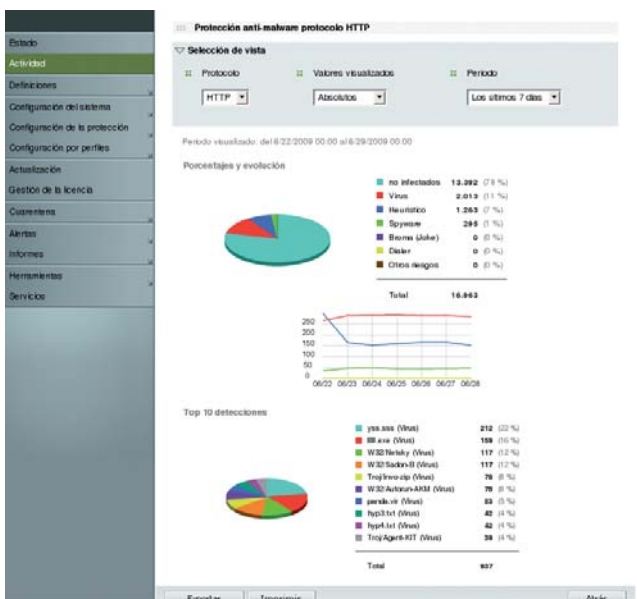 Protección anti-malware protocolo HTTP
Estado
Actividad
Definiciones
Configuración del sistema
Configuración de la protección
Configuración por perfiles
Actualización
Gestión de la licencia
Cuarentena
Alertas
Informes
Herramientas
Servicios
Selección de vista
Protocolo Valores visualizados Periodo
HTTP Absolutos Los últimos 7 días
Periodo visualizado: del 6/22/2009 00:00 al 6/29/2009 00:00
Porcentajes y evolución
no infectados 13.392 (78 %)
Virus 2.013 (11 %)
Heurístico 1.263 (7 %)
Spyware 295 (1 %)
Broma (Joke) 0 (0 %)
Dialer 0 (0 %)
Otros riesgos 0 (0 %)
Total 16.963
250
200
150
100
50
0
06/22 06/23 06/24 06/25 06/26 06/27 06/28
Top 10 detecciones
(Virus) 212 (22 %)
(Virus) 159 (16 %)
W32/Netsky (Virus) 117 (12 %)
W32/Sadon-B (Virus) 117 (12 %)
Troj/Invo-zip (Virus) 78 (8 %)
W32/Autorun-AKM (Virus) 78 (8 %)
panda.vir (Virus) 53 (5 %)
hyp3.txt (Virus) 42 (4 %)
hyp4.txt (Virus) 42 (4 %)
Troj/Agent-KIT (Virus) 39 (4 %)
Total 937
Exportar Imprimir Atrás